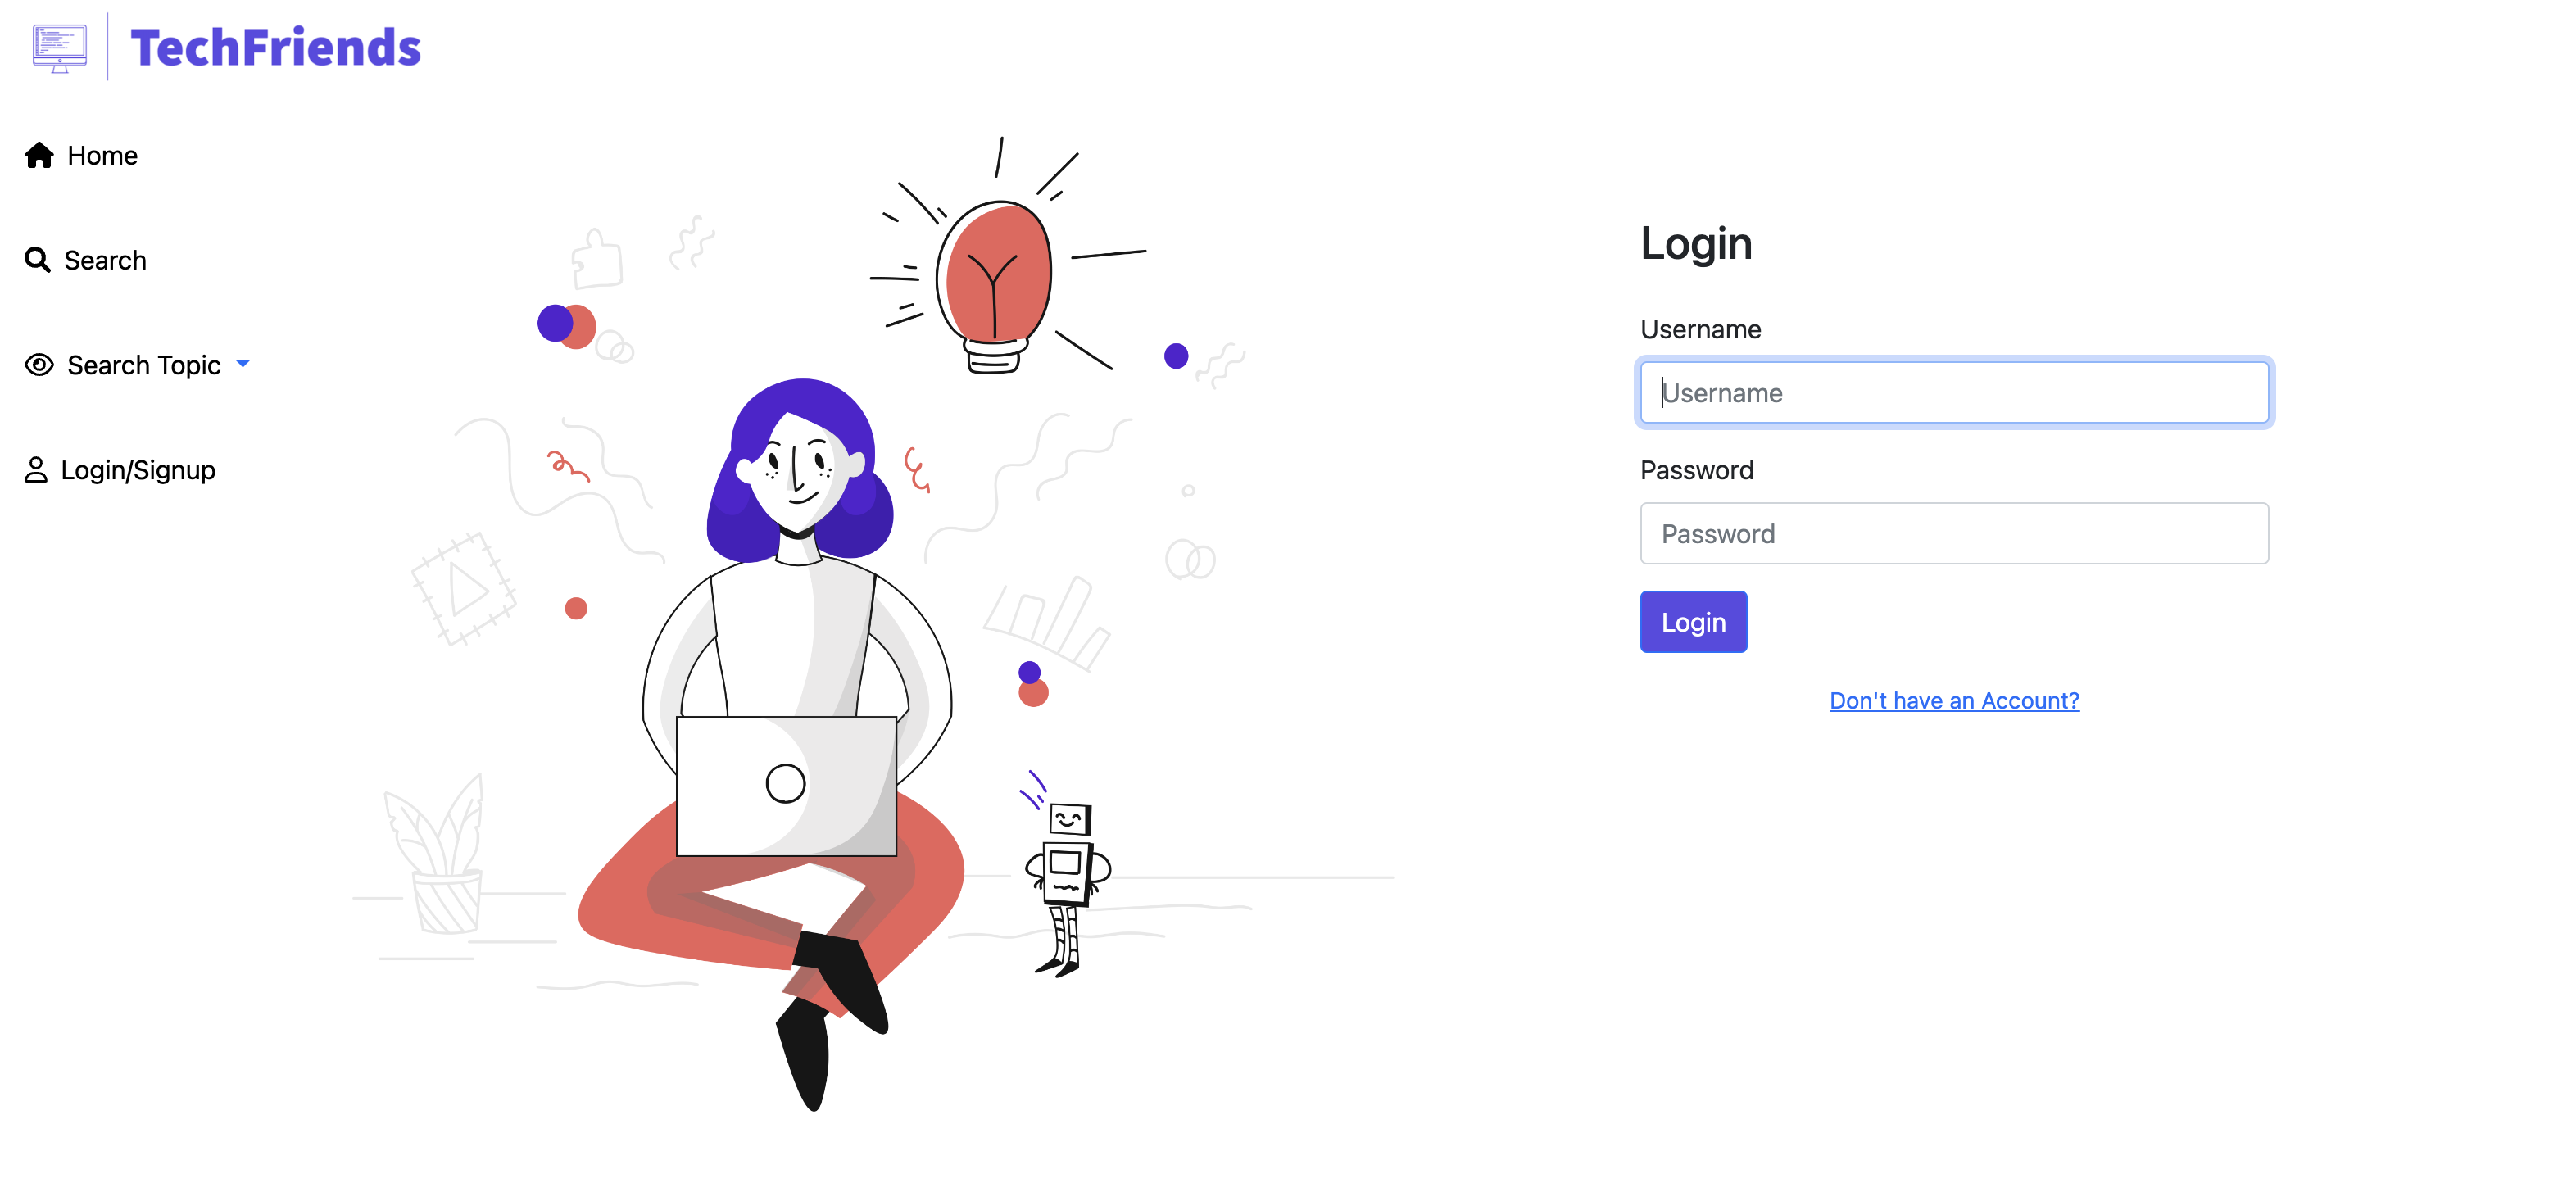 TechFriends
Home
Search
Search Topic
Login/Signup
Login
Username
Username
Password
Password
Login
Don't have an Account?